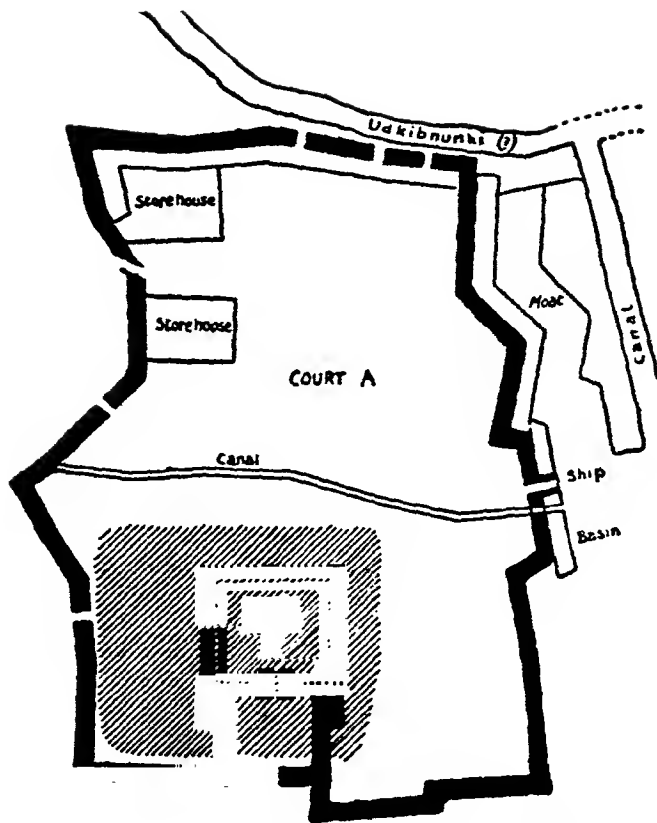 Udkibnunki (?)
Storehouse
Moat
Storehouse
Canal
COURT A
Canal
Ship
Basin